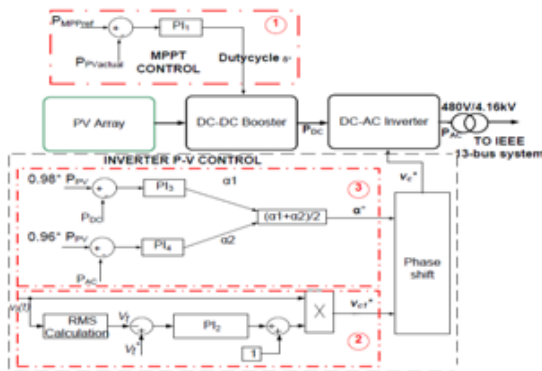 1
P_MPPref
PI₁
P_PVactual
MPPT
CONTROL
Dutycycle δ*
PV Array
DC-DC Booster
P_DC
DC-AC Inverter
P_AC
480V/4.16kV
TO IEEE
13-bus system
INVERTER P-V CONTROL
v_c*
0.98* P_PV
PI₃
α1
3
P_DC
(α1+α2)/2
α*
0.96* P_PV
PI₄
α2
P_AC
Phase
shift
RMS
Calculation
V_t
PI₂
X
v_c1*
V_t*
1
2